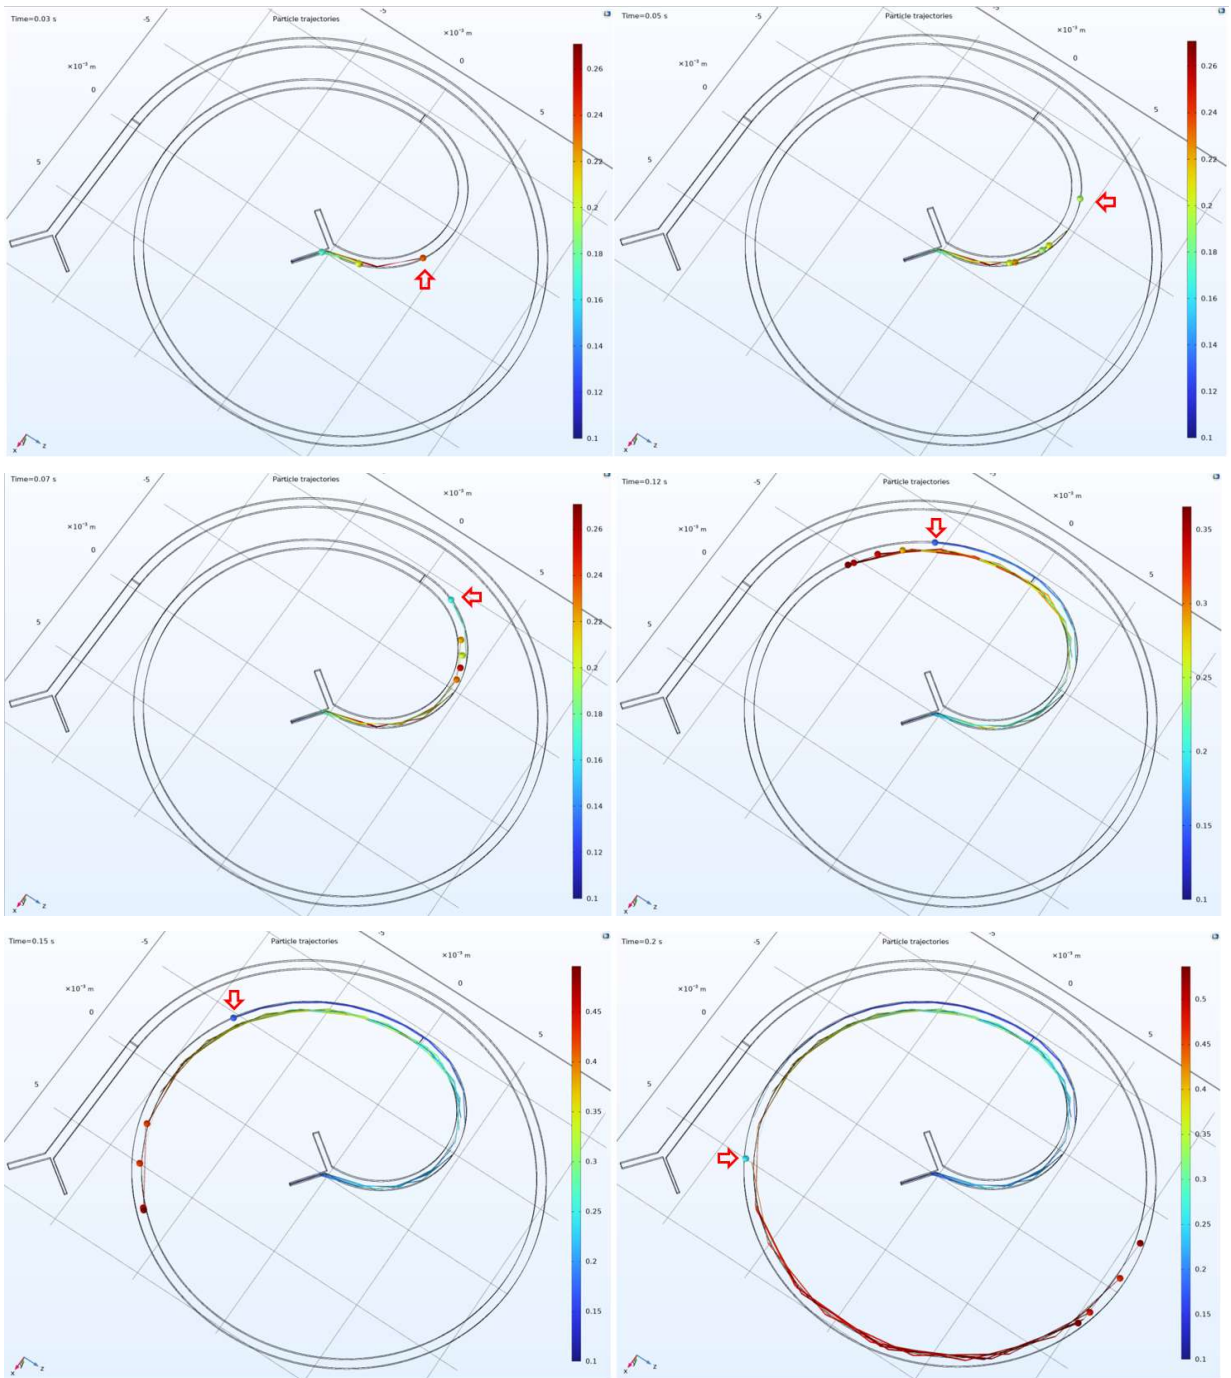 Time=0.03 s
Particle trajectories
-5
-5
×10⁻³ m
×10⁻³ m
0
0
5
5
0.26
0.24
0.22
0.2
0.18
0.16
0.14
0.12
0.1
x
z
Time=0.05 s
Particle trajectories
-5
-5
×10⁻³ m
×10⁻³ m
0
0
5
5
0.26
0.24
0.22
0.2
0.18
0.16
0.14
0.12
0.1
x
z
Time=0.07 s
Particle trajectories
-5
-5
×10⁻³ m
×10⁻³ m
0
0
5
5
0.26
0.24
0.22
0.2
0.18
0.16
0.14
0.12
0.1
x
z
Time=0.12 s
Particle trajectories
-5
-5
×10⁻³ m
×10⁻³ m
0
0
5
5
0.35
0.3
0.25
0.2
0.15
0.1
x
z
Time=0.15 s
Particle trajectories
-5
-5
×10⁻³ m
×10⁻³ m
0
0
5
5
0.45
0.4
0.35
0.3
0.25
0.2
0.15
0.1
x
z
Time=0.2 s
Particle trajectories
-5
-5
×10⁻³ m
×10⁻³ m
0
0
5
5
0.5
0.45
0.4
0.35
0.3
0.25
0.2
0.15
0.1
x
z